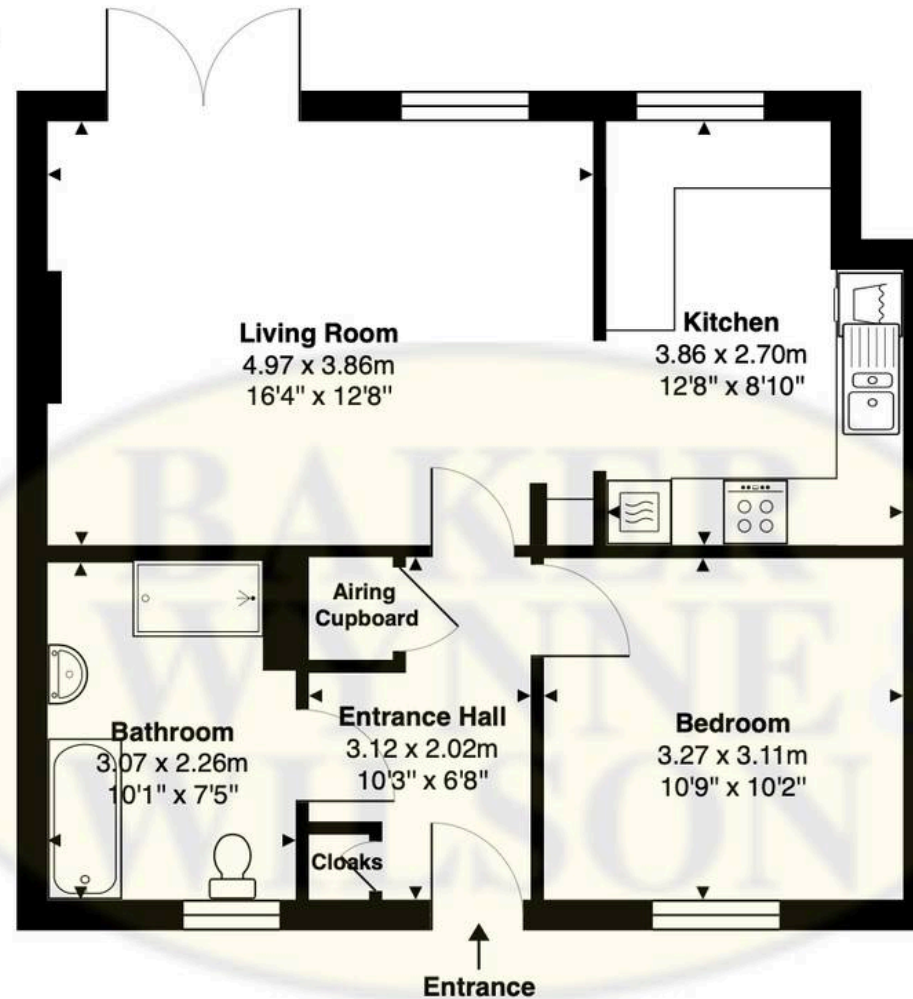 Living Room
4.97 x 3.86m
16'4" x 12'8"
Kitchen
3.86 x 2.70m
12'8" x 8'10"
Airing
Cupboard
Bathroom
3.07 x 2.26m
10'1" x 7'5"
Entrance Hall
3.12 x 2.02m
10'3" x 6'8"
Bedroom
3.27 x 3.11m
10'9" x 10'2"
Cloaks
Entrance
BAKER
WYNNE
WILSON